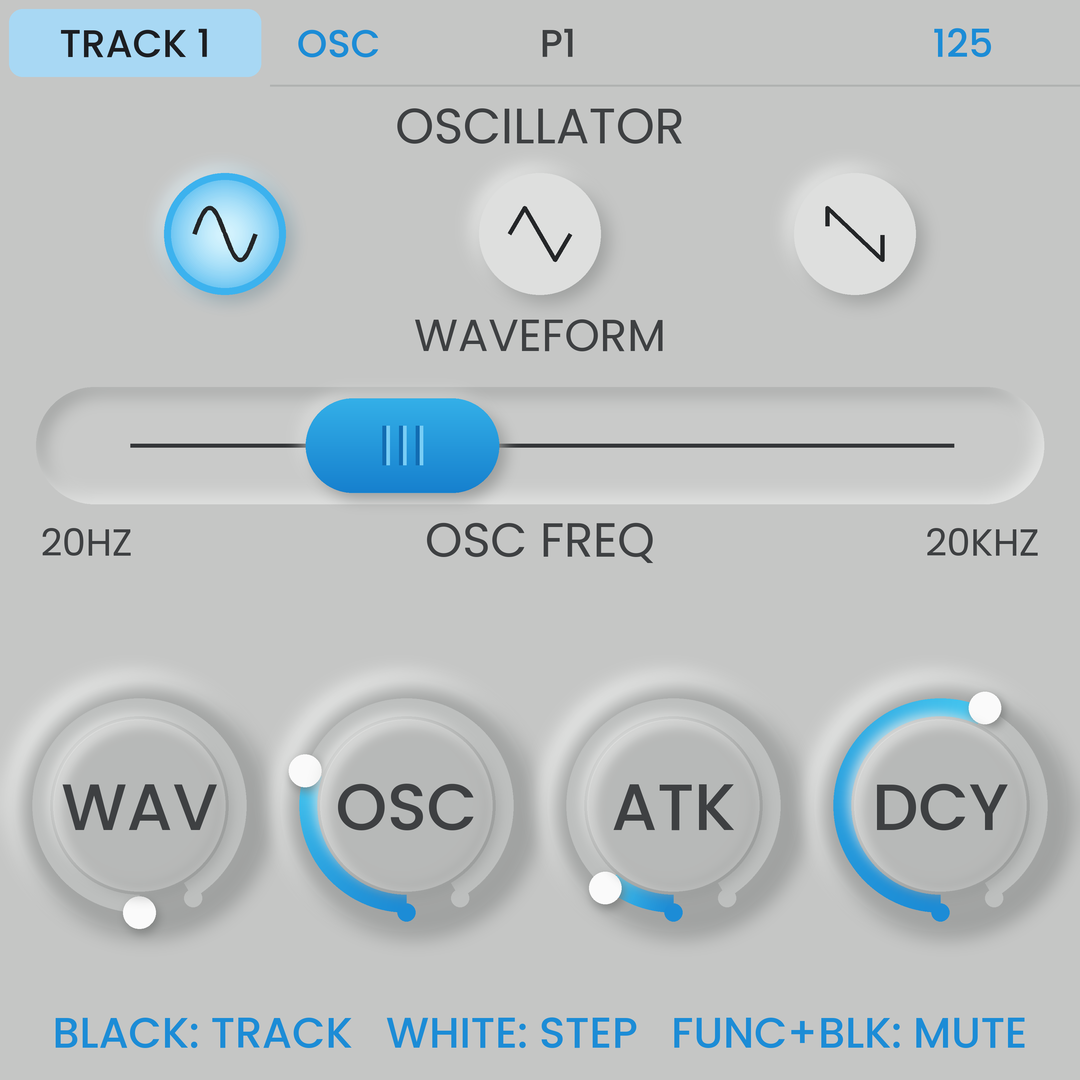 TRACK 1 OSC P1 125
OSCILLATOR
WAVEFORM
20HZ OSC FREQ 20KHZ
WAV OSC ATK DCY
BLACK: TRACK WHITE: STEP FUNC+BLK: MUTE